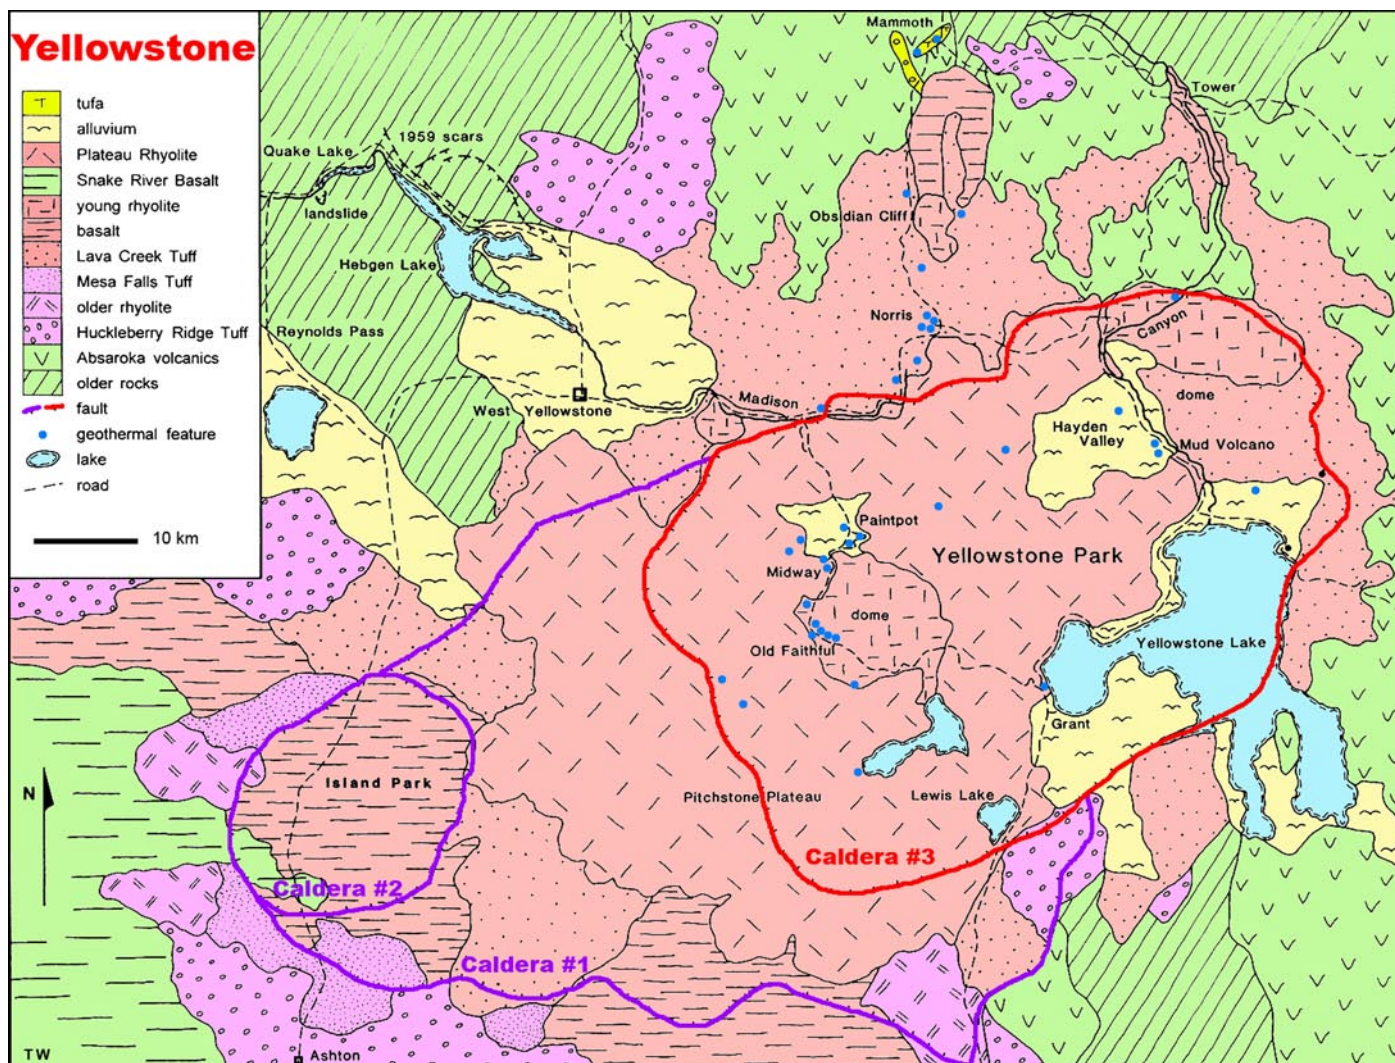 Yellowstone
tufa
alluvium
Plateau Rhyolite
Snake River Basalt
young rhyolite
basalt
Lava Creek Tuff
Mesa Falls Tuff
older rhyolite
Huckleberry Ridge Tuff
Absaroka volcanics
older rocks
fault
geothermal feature
lake
road
10 km
Mammoth
Tower
1959 scars
Quake Lake
landslide
Obsidian Cliff
Hebgen Lake
Reynolds Pass
Norris
Canyon
Madison
West Yellowstone
dome
Hayden
Valley
Mud Volcano
Paintpot
Yellowstone Park
Midway
dome
Old Faithful
Yellowstone Lake
Grant
Island Park
N
Pitchstone Plateau
Lewis Lake
Caldera #3
Caldera #2
Caldera #1
TW
Ashton